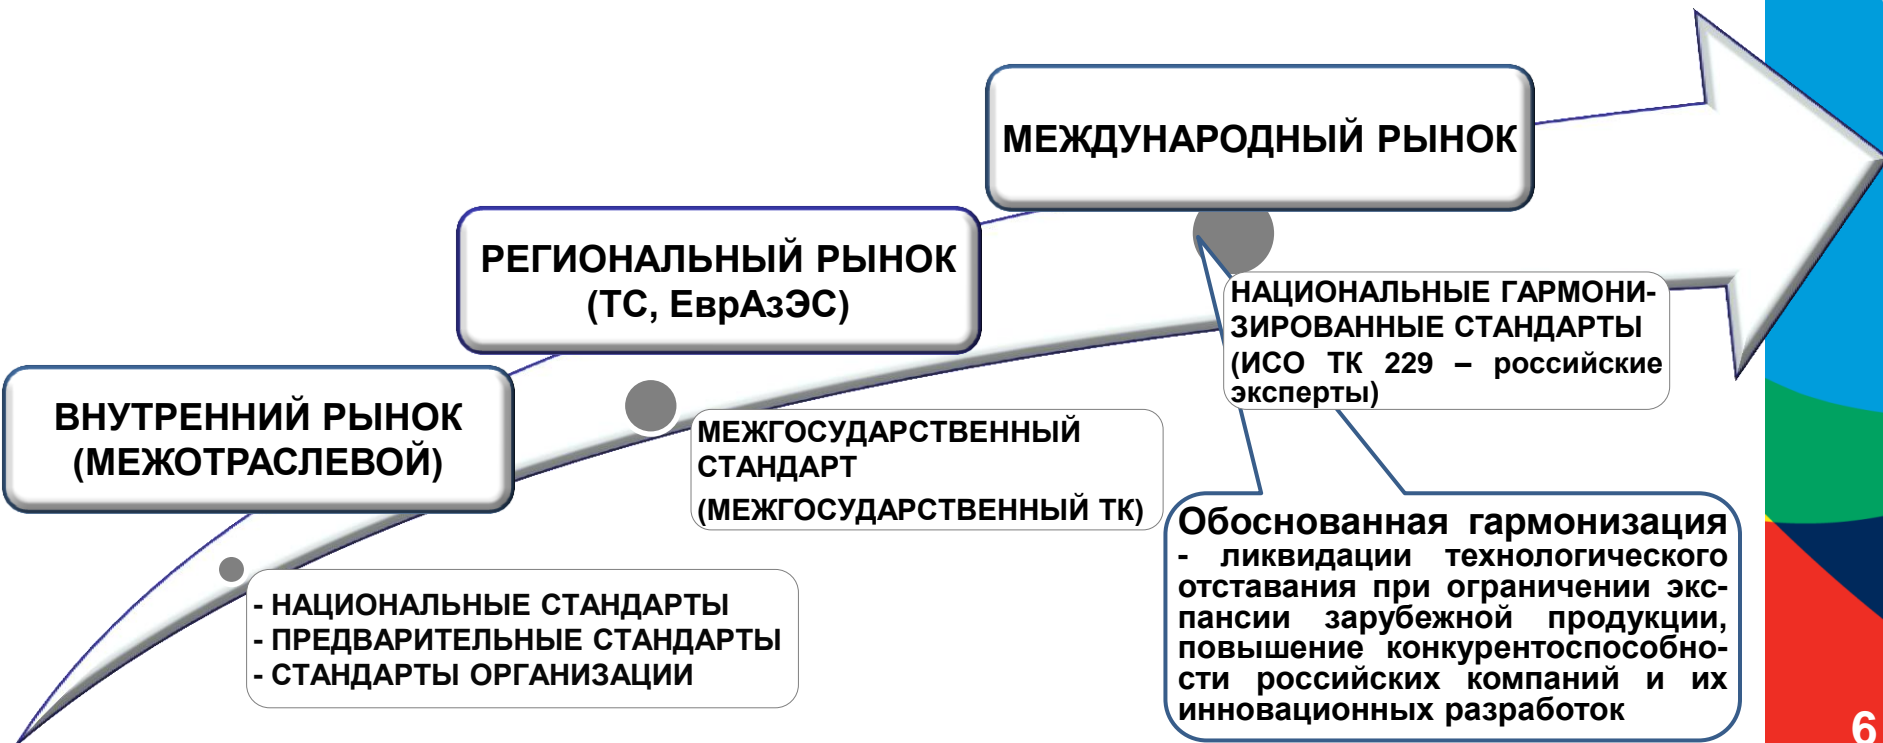 МЕЖДУНАРОДНЫЙ РЫНОК
РЕГИОНАЛЬНЫЙ РЫНОК
(ТС, ЕврАзЭС)
НАЦИОНАЛЬНЫЕ ГАРМОНИ-
ЗИРОВАННЫЕ СТАНДАРТЫ
(ИСО ТК 229 – российские
эксперты)
ВНУТРЕННИЙ РЫНОК
(МЕЖОТРАСЛЕВОЙ)
МЕЖГОСУДАРСТВЕННЫЙ
СТАНДАРТ
(МЕЖГОСУДАРСТВЕННЫЙ ТК)
Обоснованная гармонизация
- ликвидации технологического
отставания при ограничении экс-
пансии зарубежной продукции,
повышение конкурентоспособно-
сти российских компаний и их
инновационных разработок
- НАЦИОНАЛЬНЫЕ СТАНДАРТЫ
- ПРЕДВАРИТЕЛЬНЫЕ СТАНДАРТЫ
- СТАНДАРТЫ ОРГАНИЗАЦИИ
6